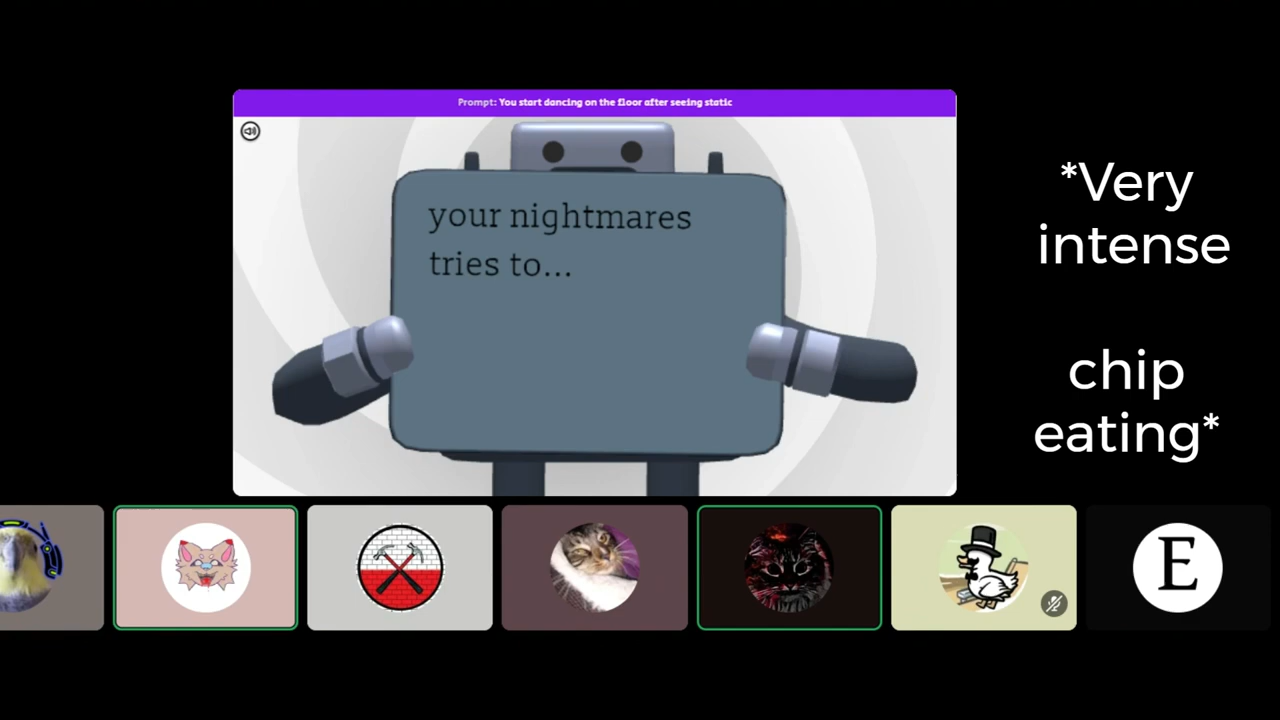 Prompt: You start dancing on the floor after seeing static
your nightmares
tries to...
*Very
intense
chip
eating*
E